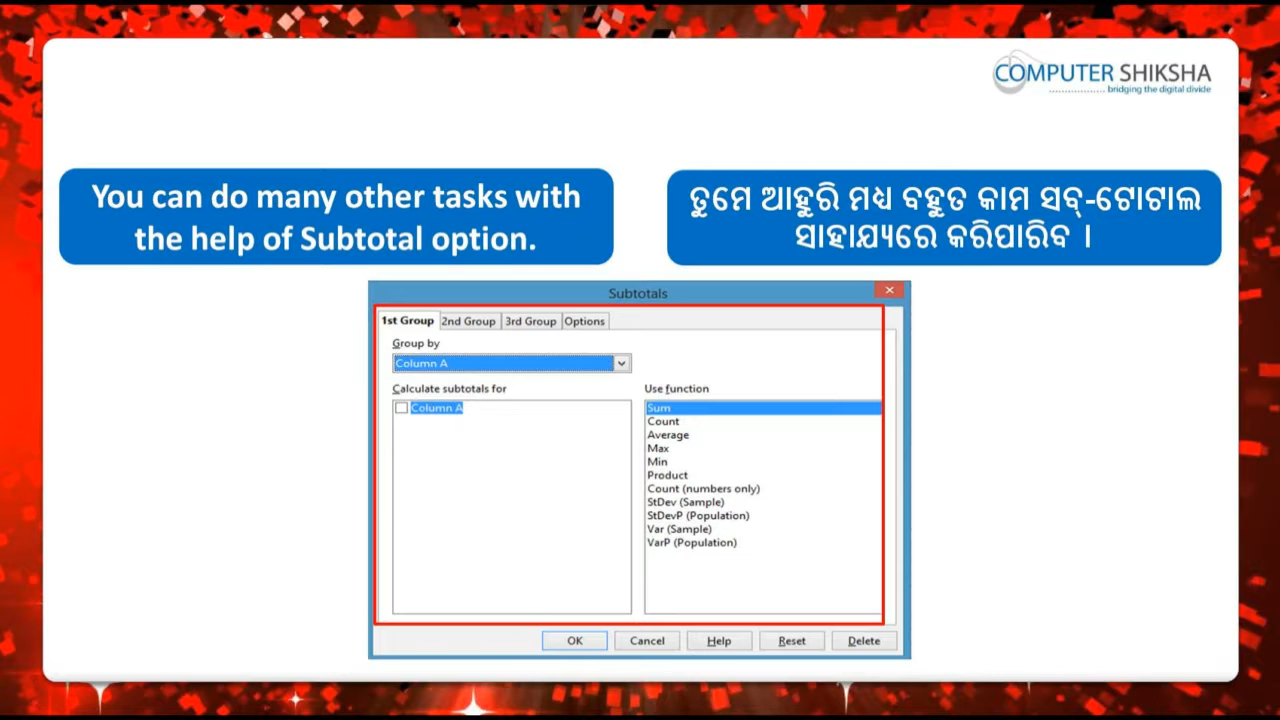 COMPUTER SHIKSHA
bridging the digital divide
You can do many other tasks with
the help of Subtotal option.
ତୁମେ ଆହୁରି ମଧ୍ୟ ବହୁତ କାମ ସବ୍-ଟୋଟାଲ
ସାହାଯ୍ୟରେ କରିପାରିବ ।
Subtotals
1st Group 2nd Group 3rd Group Options
Group by
Column A
Calculate subtotals for
Column A
Use function
Sum
Count
Average
Max
Min
Product
Count (numbers only)
StDev (Sample)
StDevP (Population)
Var (Sample)
VarP (Population)
OK Cancel Help Reset Delete